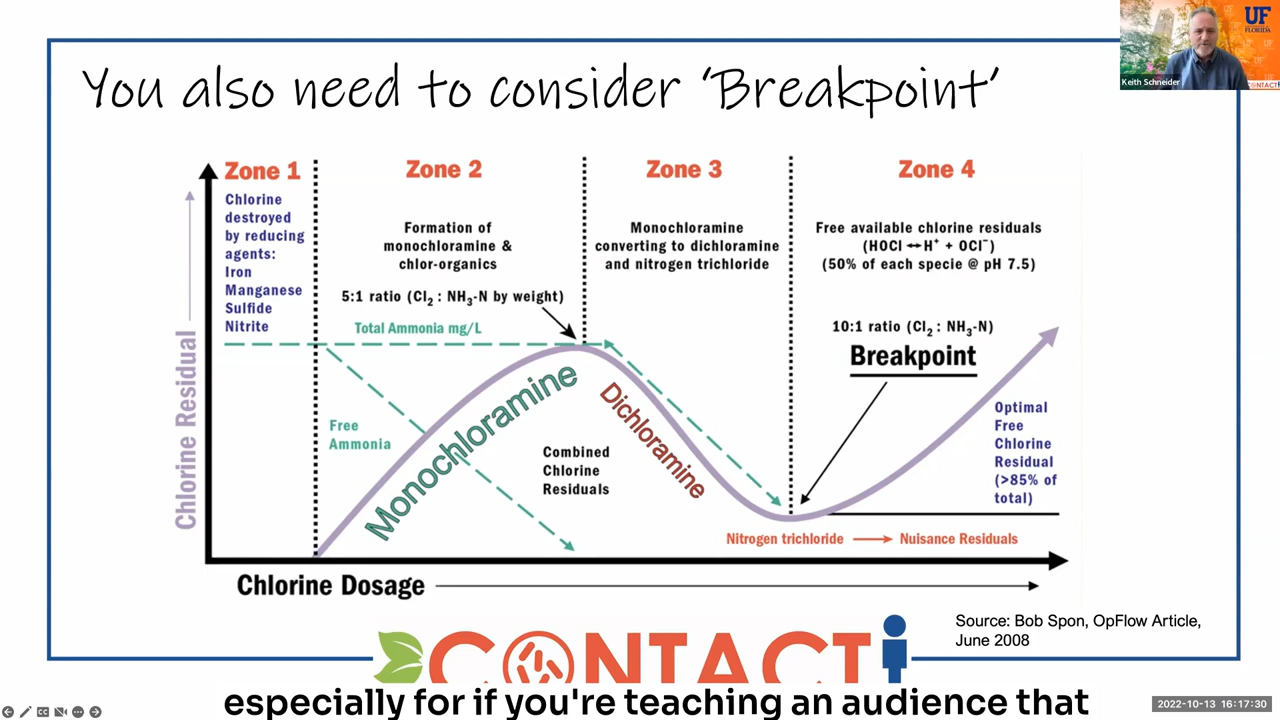 You also need to consider 'Breakpoint'
UF
FLORIDA
Keith Schneider
CONTACT!
Zone 1
Zone 2
Zone 3
Zone 4
Chlorine
destroyed
by reducing
agents:
Iron
Manganese
Sulfide
Nitrite
Formation of
monochloramine &
chlor-organics
5:1 ratio (Cl₂ : NH₃-N by weight)
Monochloramine
converting to dichloramine
and nitrogen trichloride
Free available chlorine residuals
(HOCl ↔ H⁺ + OCl⁻)
(50% of each specie @ pH 7.5)
10:1 ratio (Cl₂ : NH₃-N)
Breakpoint
Total Ammonia mg/L
Free
Ammonia
Monochloramine
Dichloramine
Combined
Chlorine
Residuals
Optimal
Free
Chlorine
Residual
(>85% of
total)
Nitrogen trichloride → Nuisance Residuals
Chlorine Residual
Chlorine Dosage
Source: Bob Spon, OpFlow Article,
June 2008
CONTACT
especially for if you're teaching an audience that
2022-10-13 16:17:30